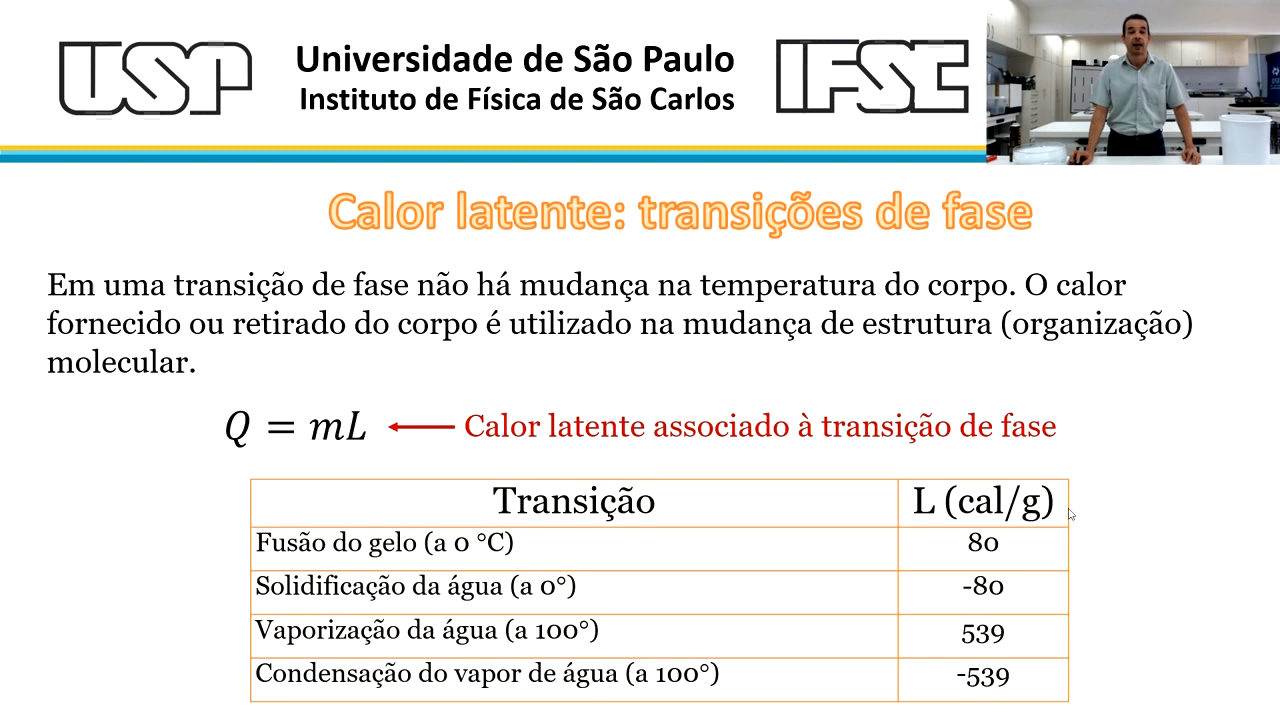 USP
Universidade de São Paulo
Instituto de Física de São Carlos
IFSC
Calor latente: transições de fase
Em uma transição de fase não há mudança na temperatura do corpo. O calor
fornecido ou retirado do corpo é utilizado na mudança de estrutura (organização)
molecular.
Q = mL
Calor latente associado à transição de fase
Transição L (cal/g)
Fusão do gelo (a 0 °C) 80
Solidificação da água (a 0°) -80
Vaporização da água (a 100°) 539
Condensação do vapor de água (a 100°) -539